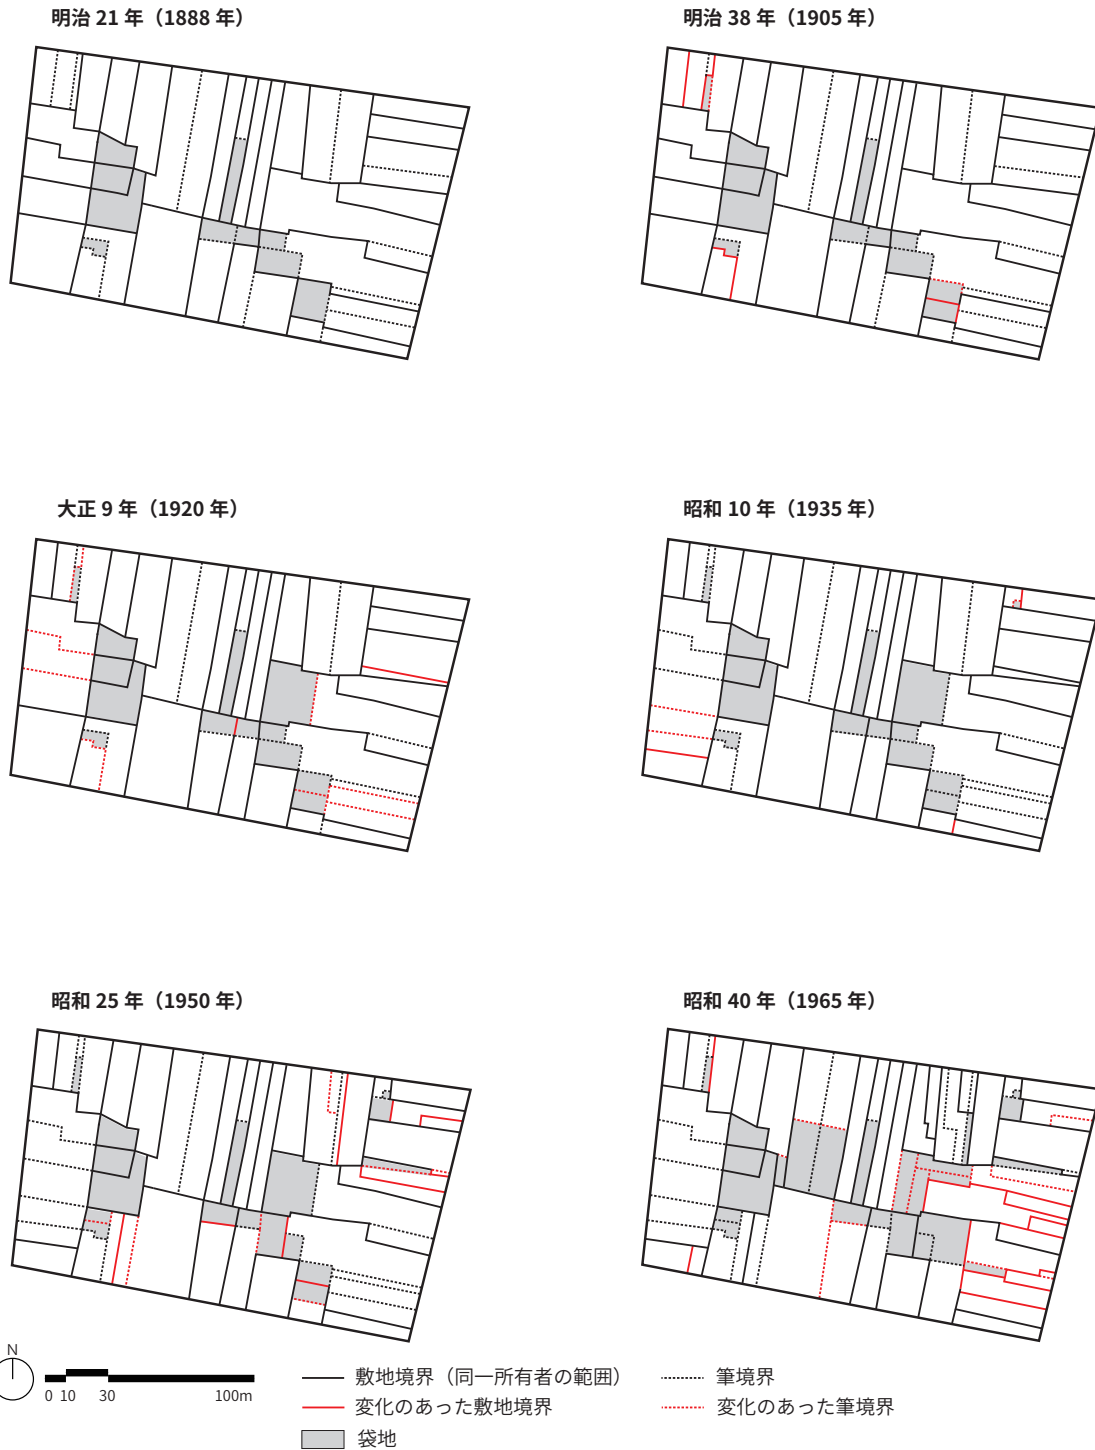 明治 21 年（1888 年）
明治 38 年（1905 年）
大正 9 年（1920 年）
昭和 10 年（1935 年）
昭和 25 年（1950 年）
昭和 40 年（1965 年）
N
0 10 30 100m
敷地境界（同一所有者の範囲）
筆境界
変化のあった敷地境界
変化のあった筆境界
袋地